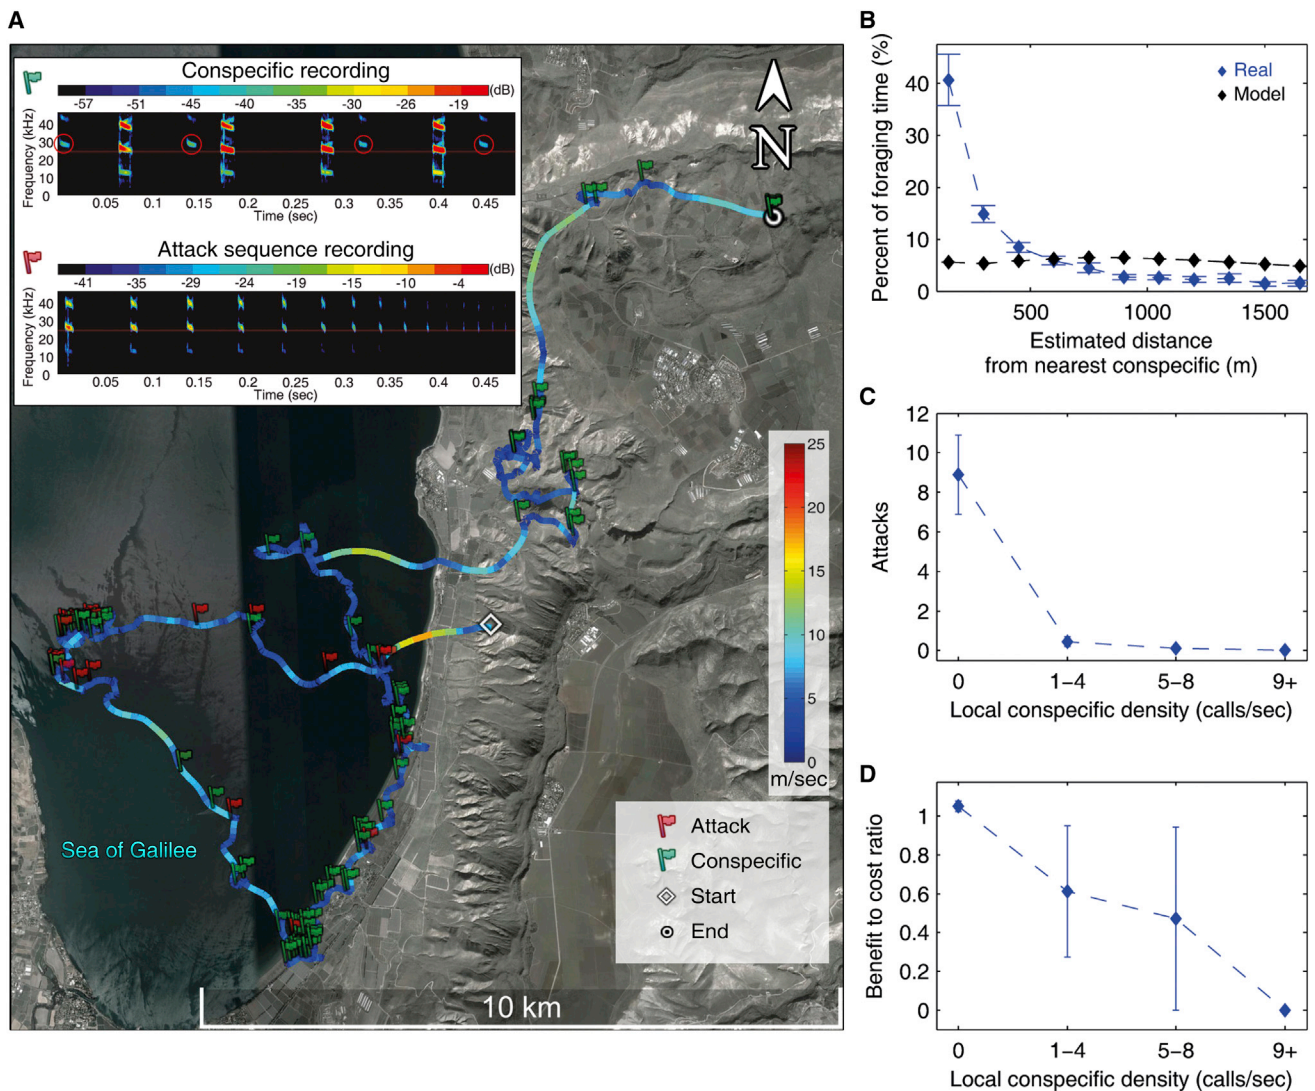 A
Conspecific recording
-57 -51 -45 -40 -35 -30 -26 -19 (dB)
Frequency (kHz)
40
30
20
10
0
0.05 0.1 0.15 0.2 0.25 0.3 0.35 0.4 0.45
Time (sec)
Attack sequence recording
-41 -35 -29 -24 -19 -15 -10 -4 (dB)
Frequency (kHz)
40
30
20
10
0
0.05 0.1 0.15 0.2 0.25 0.3 0.35 0.4 0.45
Time (sec)
N
25
20
15
10
5
0
m/sec
Attack
Conspecific
Start
End
Sea of Galilee
10 km
B
Percent of foraging time (%)
40
30
20
10
0
Real
Model
500 1000 1500
Estimated distance
from nearest conspecific (m)
C
Attacks
12
10
8
6
4
2
0
0 1–4 5–8 9+
Local conspecific density (calls/sec)
D
Benefit to cost ratio
1
0.8
0.6
0.4
0.2
0
0 1–4 5–8 9+
Local conspecific density (calls/sec)